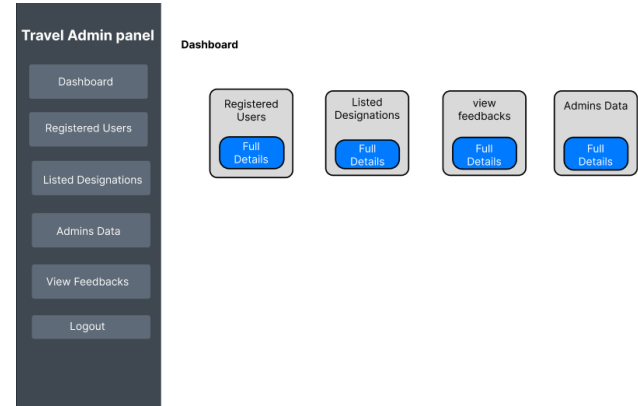 Travel Admin panel
Dashboard
Registered Users
Listed Designations
Admins Data
View Feedbacks
Logout
Dashboard
Registered
Users
Full
Details
Listed
Designations
Full
Details
view
feedbacks
Full
Details
Admins Data
Full
Details